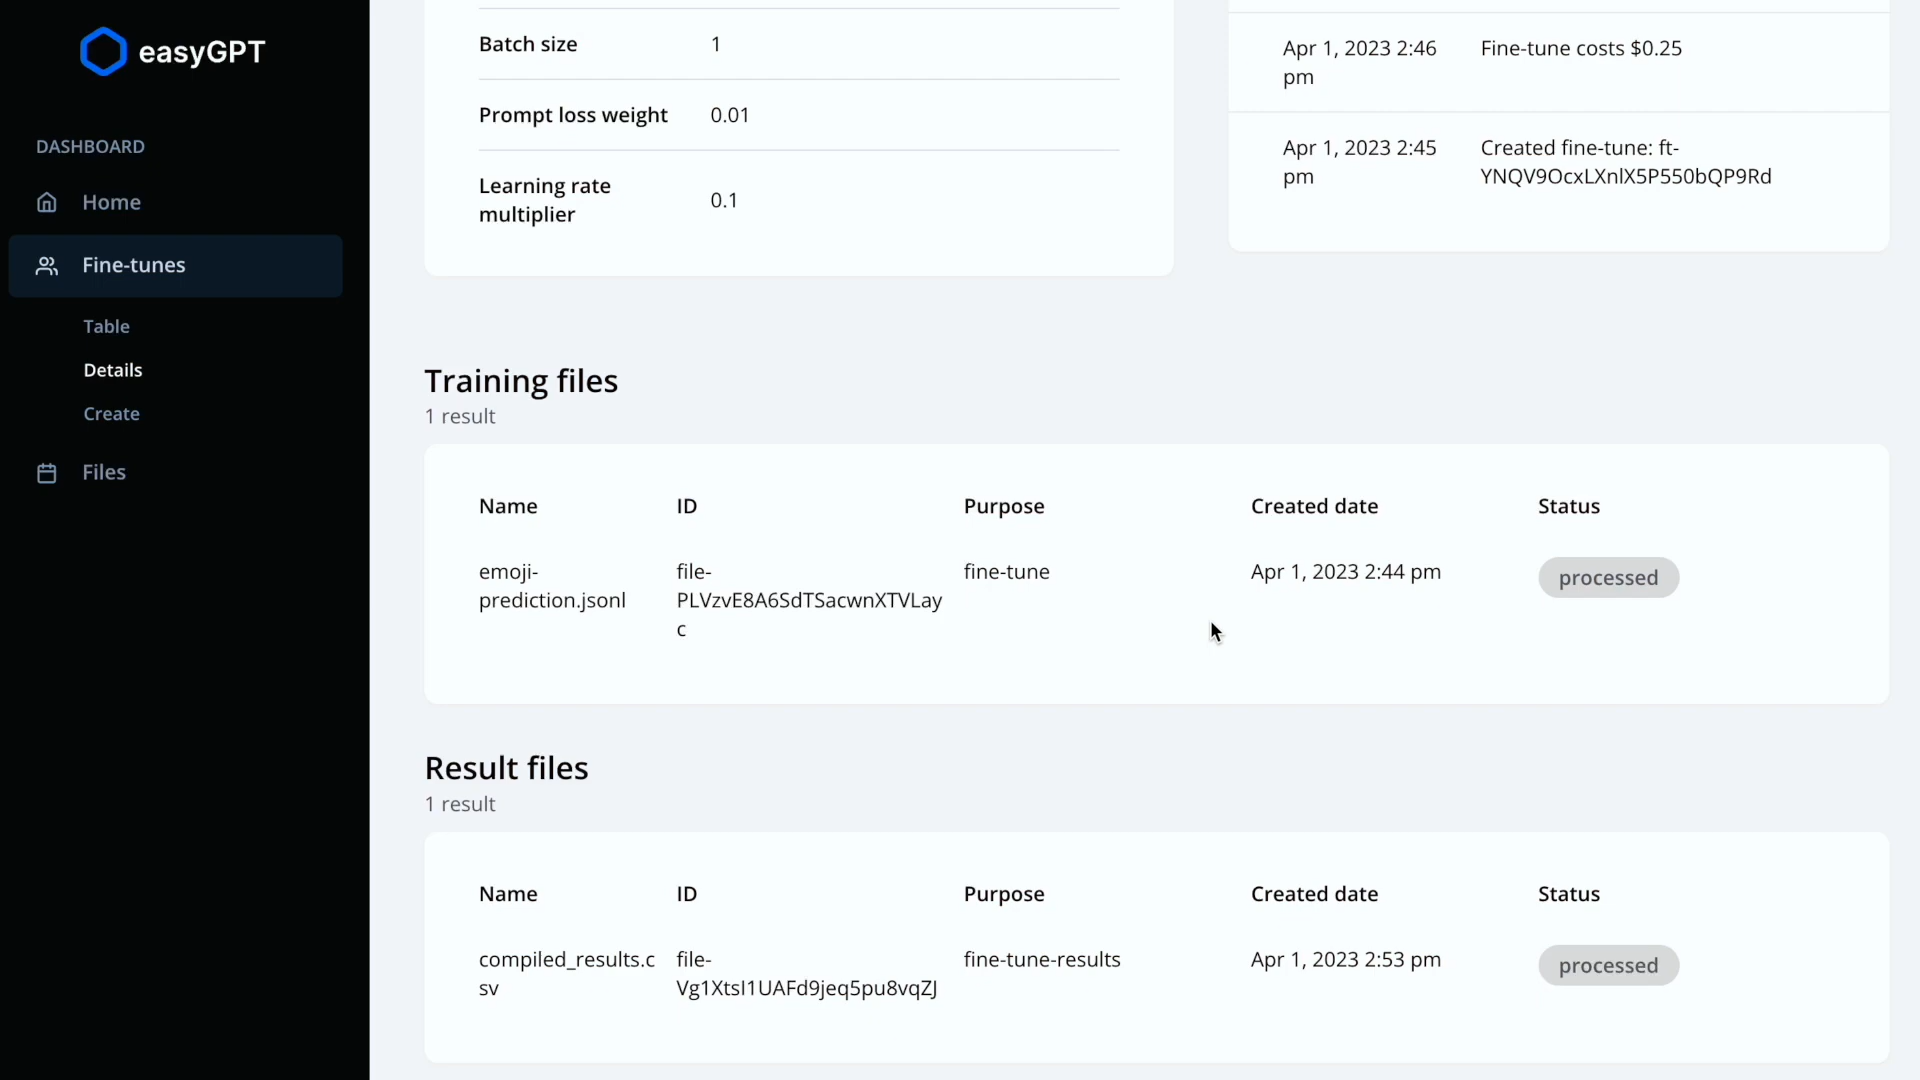 easyGPT
DASHBOARD
Home
Fine-tunes
Table
Details
Create
Files
Batch size 1
Prompt loss weight 0.01
Learning rate
multiplier
0.1
Apr 1, 2023 2:46
pm
Fine-tune costs $0.25
Apr 1, 2023 2:45
pm
Created fine-tune: ft-
YNQV9OcxLXnlX5P550bQP9Rd
Training files
1 result
Name ID Purpose Created date Status
emoji-
prediction.jsonl
file-
PLVzvE8A6SdTSacwnXTVLay
c
fine-tune
Apr 1, 2023 2:44 pm
processed
Result files
1 result
Name ID Purpose Created date Status
compiled_results.c
sv
file-
Vg1XtsI1UAFd9jeq5pu8vqZJ
fine-tune-results
Apr 1, 2023 2:53 pm
processed